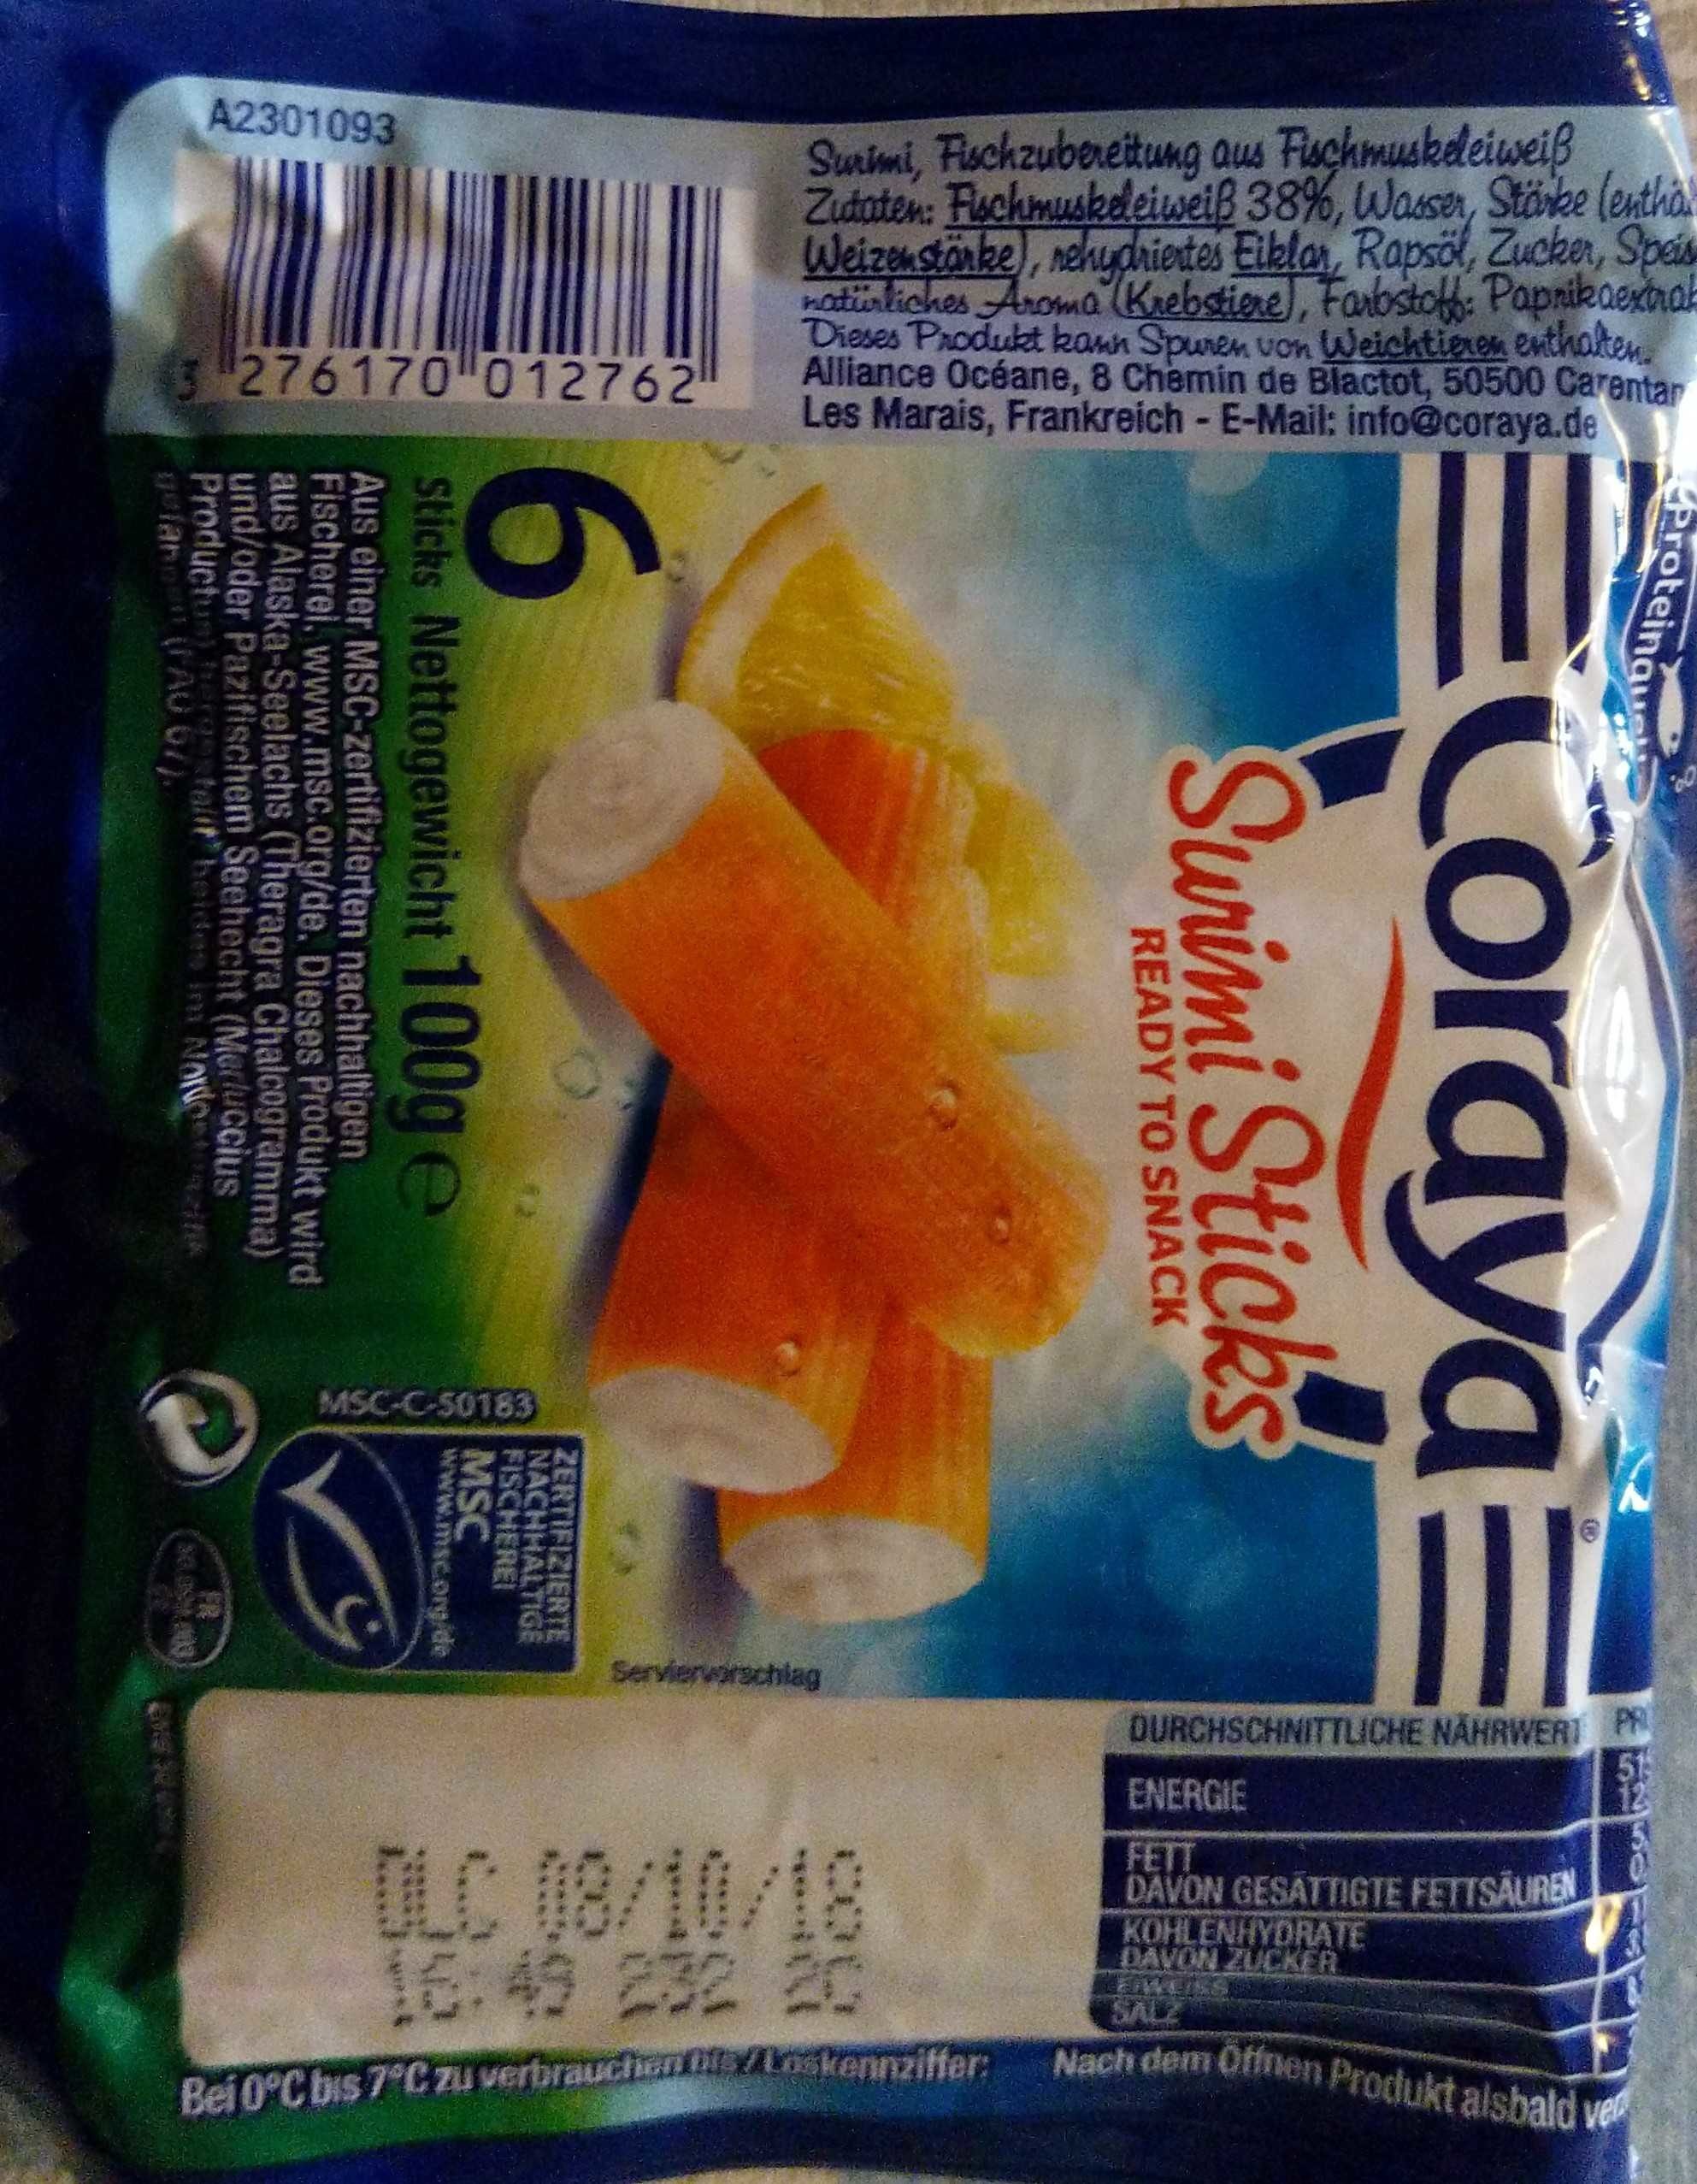 A2301093
3 276170 012762
Surimi, Fischzubereitung aus Fischmuskeleiweiß
Zutaten: Fischmuskeleiweiß 38%, Wasser, Stärke (enthä
Weizenstärke), rehydriertes Eiklar, Rapsöl, Zucker, Speis
natürliches Aroma (Krebstiere), Farbstoff: Paprikaextrak
Dieses Produkt kann Spuren von Weichtieren enthalten.
Alliance Océane, 8 Chemin de Blactot, 50500 Carentan
Les Marais, Frankreich - E-Mail: info@coraya.de
Coraya®
Surimi Sticks
READY TO SNACK
6
Sticks Nettogewicht 100g e
Aus einer MSC-zertifizierten nachhaltigen
Fischerei. www.msc.org/de. Dieses Produkt wird
aus Alaska-Seelachs (Theragra Chalcogramma)
und/oder Pazifischem Seehecht (Merluccius
Productus)
(FAO 67).
MSC-C-50183
ZERTIFIZIERTE
NACHHALTIGE
FISCHEREI
MSC
www.msc.org/de
FR
Serviervorschlag
DURCHSCHNITTLICHE NÄHRWERT
ENERGIE
FETT
DAVON GESÄTTIGTE FETTSÄUREN
KOHLENHYDRATE
DAVON ZUCKER
EIWEISS
SALZ
DLC 08/10/18
Bei 0°C bis 7°C zu verbrauchen bis / Loskennziffer:
Nach dem Öffnen Produkt alsbald